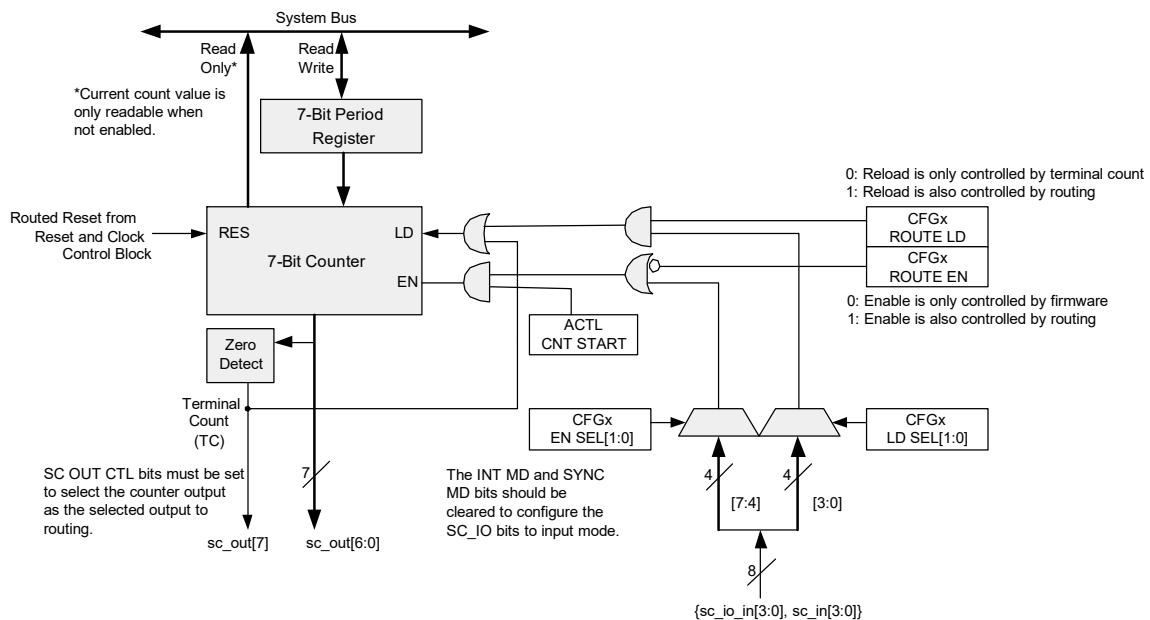 System Bus
Read
Only*
Read
Write
*Current count value is
only readable when
not enabled.
7-Bit Period
Register
0: Reload is only controlled by terminal count
1: Reload is also controlled by routing
Routed Reset from
Reset and Clock
Control Block
RES
LD
7-Bit Counter
EN
CFGx
ROUTE LD
CFGx
ROUTE EN
0: Enable is only controlled by firmware
1: Enable is also controlled by routing
ACTL
CNT START
Zero
Detect
Terminal
Count
(TC)
CFGx
EN SEL[1:0]
CFGx
LD SEL[1:0]
SC OUT CTL bits must be set
to select the counter output
as the selected output to
routing.
7
The INT MD and SYNC
MD bits should be
cleared to configure the
SC_IO bits to input mode.
4
4
[7:4]
[3:0]
sc_out[7]
sc_out[6:0]
8
{sc_io_in[3:0], sc_in[3:0]}